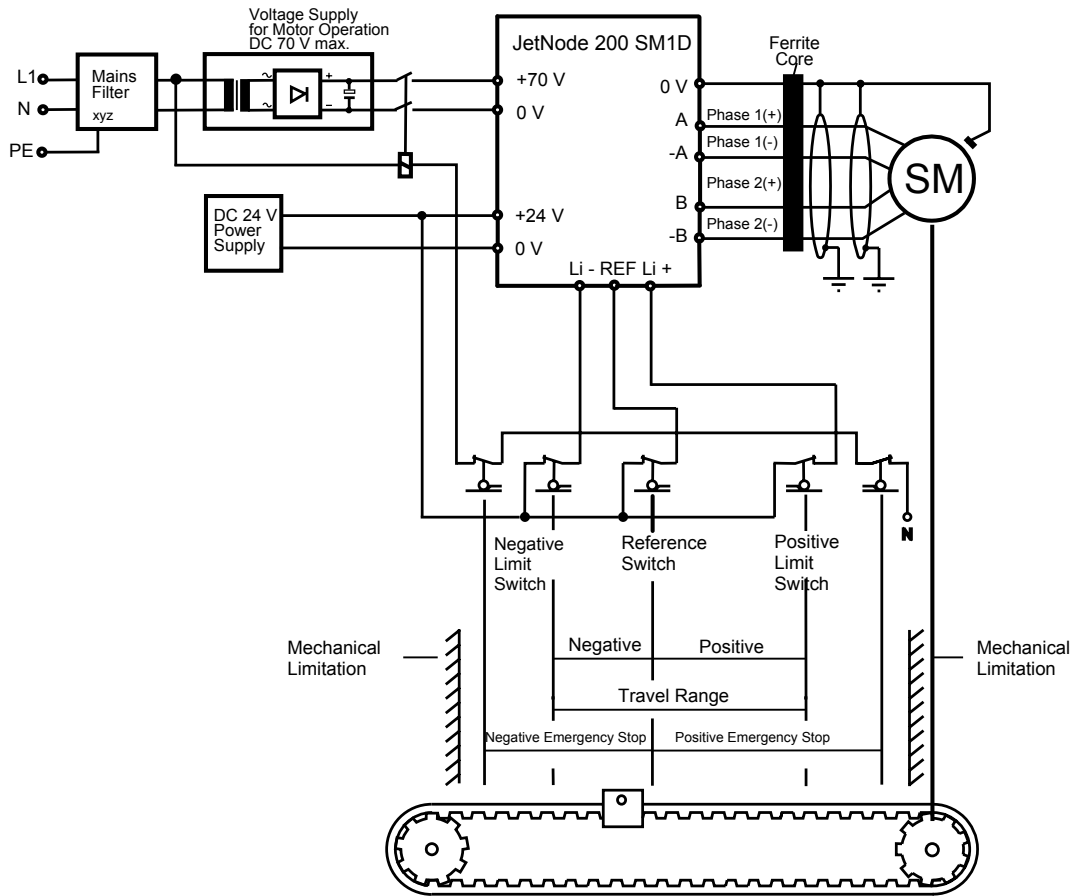 Voltage Supply
for Motor Operation
DC 70 V max.
JetNode 200 SM1D
Ferrite
Core
L1
N
PE
Mains
Filter
xyz
~
~
+
–
+70 V
0 V
+24 V
0 V
DC 24 V
Power
Supply
0 V
A
-A
B
-B
Phase 1(+)
Phase 1(-)
Phase 2(+)
Phase 2(-)
SM
Li - REF Li +
N
Negative
Limit
Switch
Reference
Switch
Positive
Limit
Switch
Mechanical
Limitation
Negative Positive
Mechanical
Limitation
Travel Range
Negative Emergency Stop Positive Emergency Stop